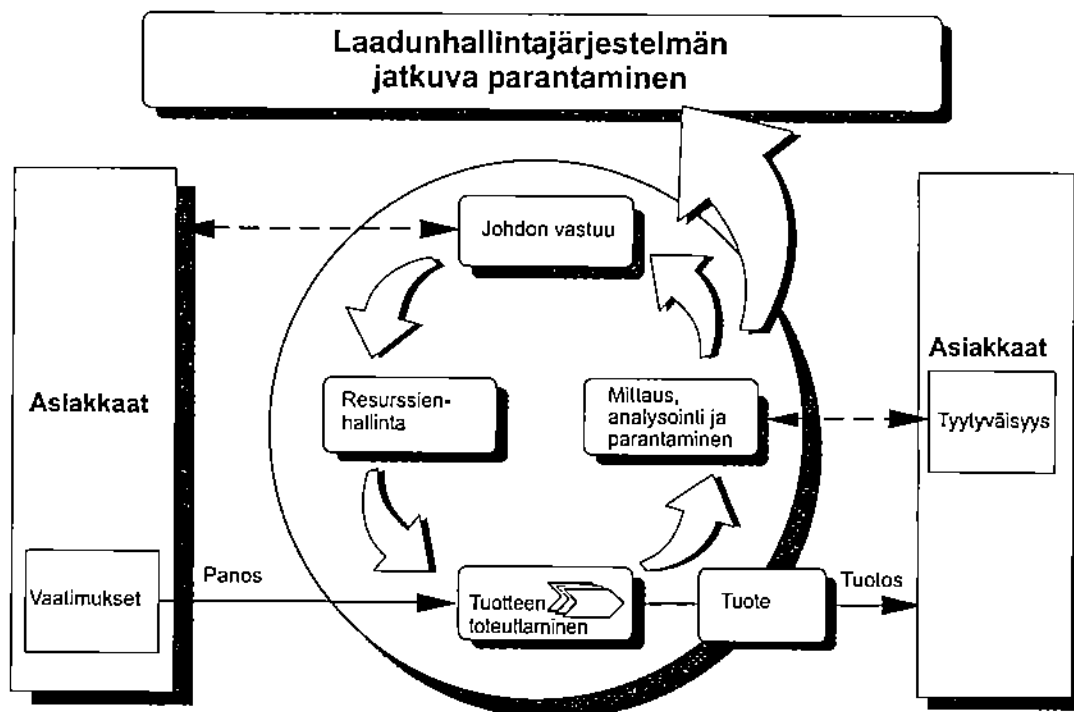 Laadunhallintajärjestelmän
jatkuva parantaminen
Johdon vastuu
Asiakkaat
Resurssien-
hallinta
Mittaus,
analysointi ja
parantaminen
Asiakkaat
Tyytyväisyys
Vaatimukset
Panos
Tuotteen
toteuttaminen
Tuote
Tuotos